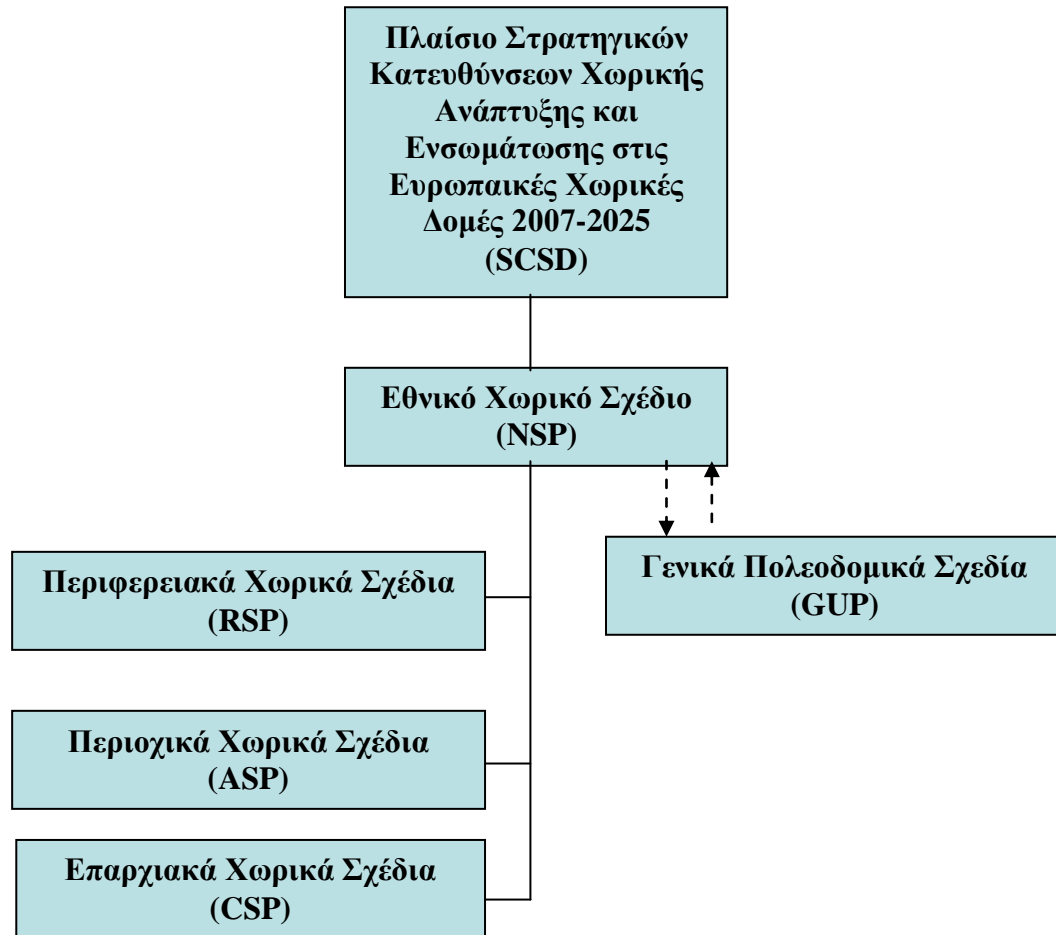 Πλαίσιο Στρατηγικών
Κατευθύνσεων Χωρικής
Ανάπτυξης και
Ενσωμάτωσης στις
Ευρωπαικές Χωρικές
Δομές 2007-2025
(SCSD)
Εθνικό Χωρικό Σχέδιο
(NSP)
Περιφερειακά Χωρικά Σχέδια
(RSP)
Γενικά Πολεοδομικά Σχεδία
(GUP)
Περιοχικά Χωρικά Σχέδια
(ASP)
Επαρχιακά Χωρικά Σχέδια
(CSP)